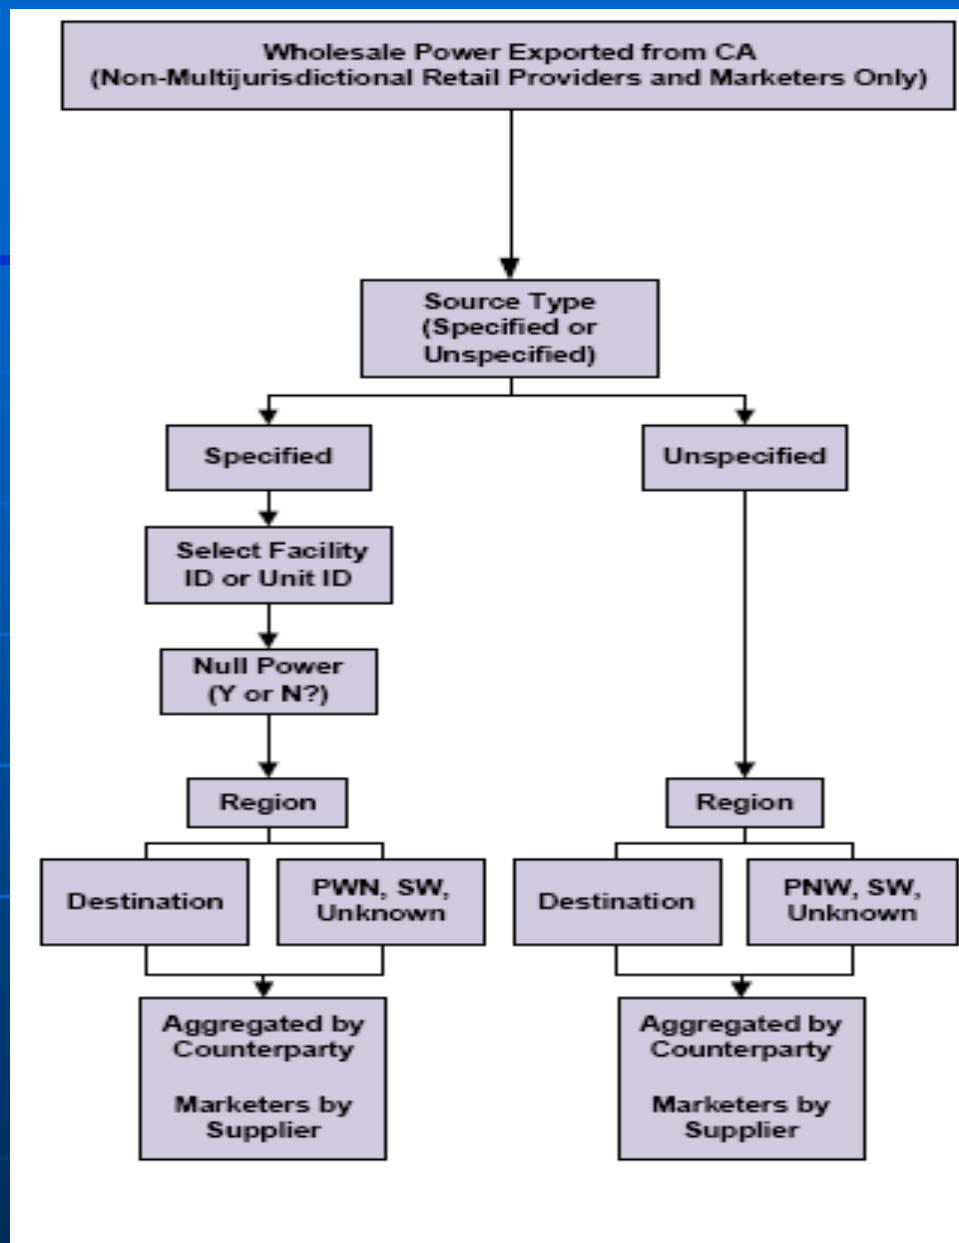 Wholesale Power Exported from CA
(Non-Multijurisdictional Retail Providers and Marketers Only)
Source Type
(Specified or
Unspecified)
Specified
Unspecified
Select Facility
ID or Unit ID
Null Power
(Y or N?)
Region
Region
Destination
PWN, SW,
Unknown
Destination
PNW, SW,
Unknown
Aggregated by
Counterparty
Marketers by
Supplier
Aggregated by
Counterparty
Marketers by
Supplier